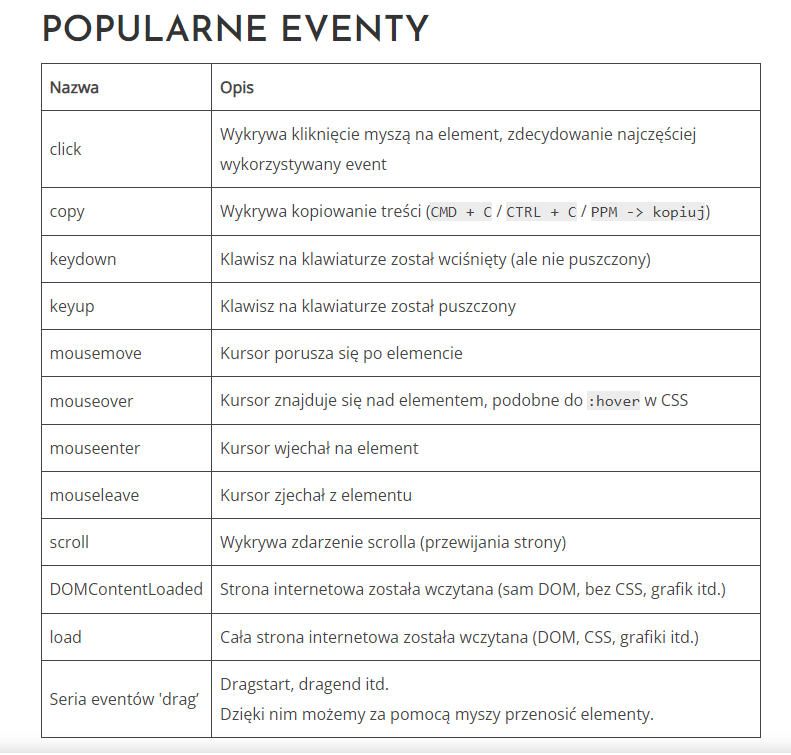 POPULARNE EVENTY
Nazwa Opis
click Wykrywa kliknięcie myszą na element, zdecydowanie najczęściej
wykorzystywany event
copy Wykrywa kopiowanie treści (CMD + C / CTRL + C / PPM -> kopiuj)
keydown Klawisz na klawiaturze został wciśnięty (ale nie puszczony)
keyup Klawisz na klawiaturze został puszczony
mousemove Kursor porusza się po elemencie
mouseover Kursor znajduje się nad elementem, podobne do :hover w CSS
mouseenter Kursor wjechał na element
mouseleave Kursor zjechał z elementu
scroll Wykrywa zdarzenie scrolla (przewijania strony)
DOMContentLoaded Strona internetowa została wczytana (sam DOM, bez CSS, grafik itd.)
load Cała strona internetowa została wczytana (DOM, CSS, grafiki itd.)
Seria eventów 'drag’ Dragstart, dragend itd.
Dzięki nim możemy za pomocą myszy przenosić elementy.